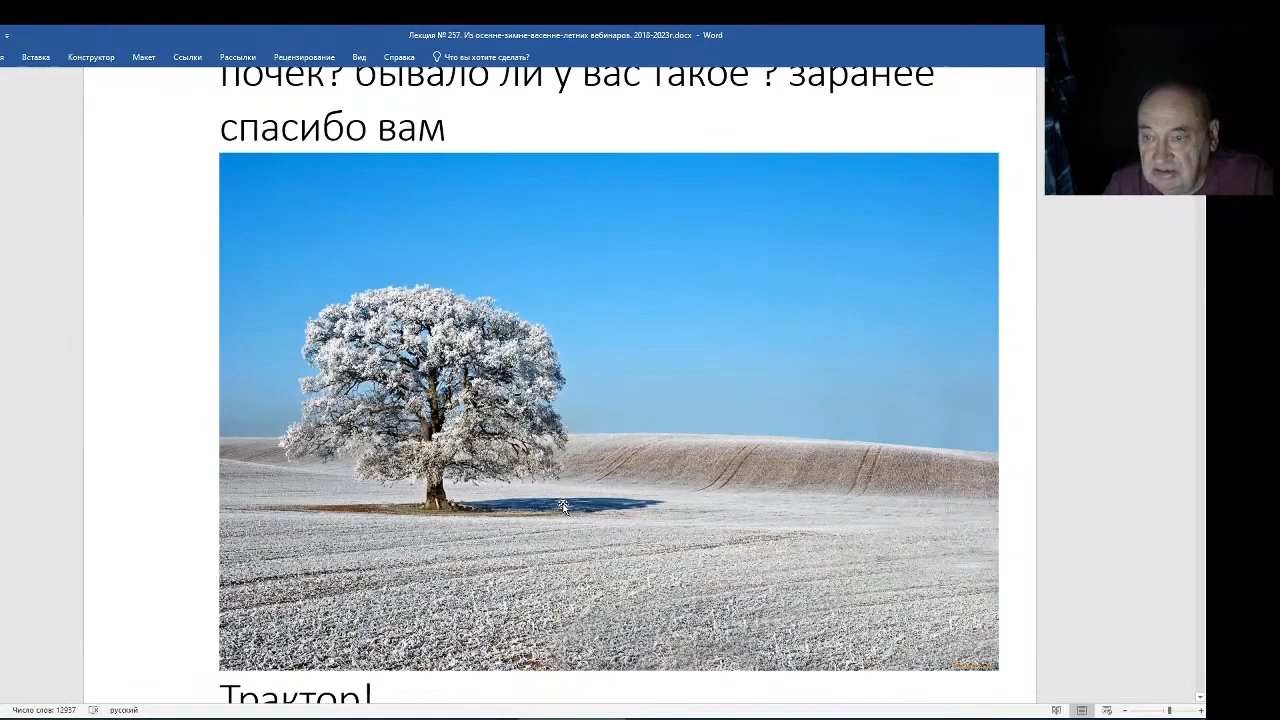 Лекция № 257. Из осенне-зимне-весенне-летних вебинаров. 2018-2023г.docx - Word
я Вставка Конструктор Макет Ссылки Рассылки Рецензирование Вид Справка Что вы хотите сделать?
почек? бывало ли у вас такое ? заранее
спасибо вам
Трактор!
Число слов: 12937 русский